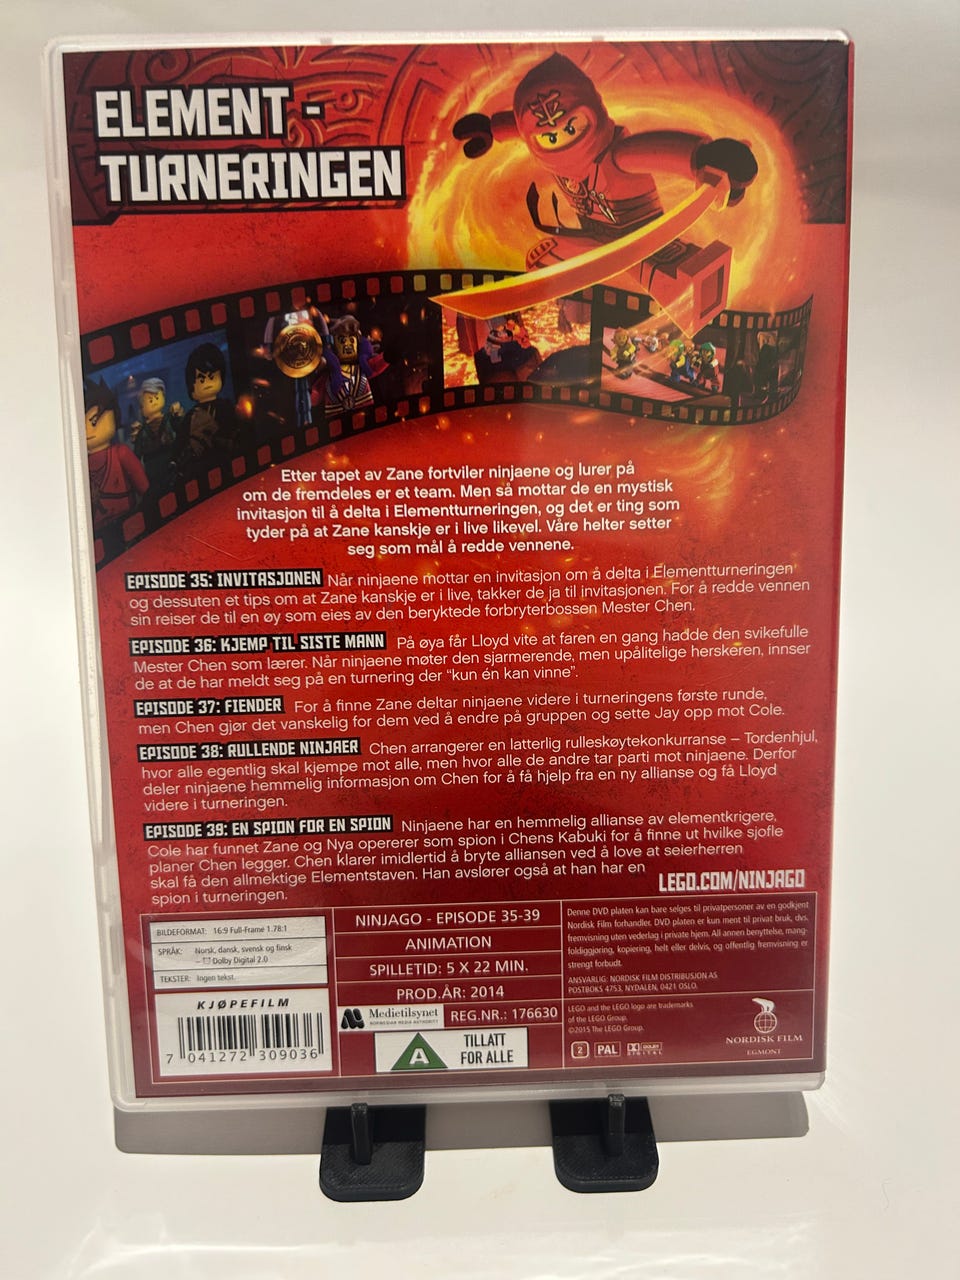 ELEMENT -
TURNERINGEN
Etter tapet av Zane fortviler ninjaene og lurer på
om de fremdeles er et team. Men så mottar de en mystisk
invitasjon til å delta i Elementturneringen, og det er ting som
tyder på at Zane kanskje er i live likevel. Våre helter setter
seg som mål å redde vennene.
EPISODE 35: INVITASJONEN Når ninjaene mottar en invitasjon om å delta i Elementturneringen
og dessuten et tips om at Zane kanskje er i live, takker de ja til invitasjonen. For å redde vennen
sin reiser de til en øy som eies av den beryktede forbryterbossen Mester Chen.
EPISODE 36: KJEMP TIL SISTE MANN På øya får Lloyd vite at faren en gang hadde den svikefulle
Mester Chen som lærer. Når ninjaene møter den sjarmerende, men upålitelige herskeren, innser
de at de har meldt seg på en turnering der "kun én kan vinne".
EPISODE 37: FIENDER For å finne Zane deltar ninjaene videre i turneringens første runde,
men Chen gjør det vanskelig for dem ved å endre på gruppen og sette Jay opp mot Cole.
EPISODE 38: RULLENDE NINJAER Chen arrangerer en latterlig rulleskøytekonkurranse – Tordenhjul,
hvor alle egentlig skal kjempe mot alle, men hvor alle de andre tar parti mot ninjaene. Derfor
deler ninjaene hemmelig informasjon om Chen for å få hjelp fra en ny allianse og få Lloyd
videre i turneringen.
EPISODE 39: EN SPION FOR EN SPION Ninjaene har en hemmelig allianse av elementkrigere,
Cole har funnet Zane og Nya opererer som spion i Chens Kabuki for å finne ut hvilke sjofle
planer Chen legger. Chen klarer imidlertid å bryte alliansen ved å love at seierherren
skal få den allmektige Elementstaven. Han avslører også at han har en
spion i turneringen.
LEGO.COM/NINJAGO
BILDEFORMAT: 16:9 Full-Frame 1.78:1
SPRÅK: Norsk, dansk, svensk og finsk
– Dolby Digital 2.0
TEKSTER: Ingen tekst.
KJØPEFILM
7 041272 309036
NINJAGO - EPISODE 35-39
ANIMATION
SPILLETID: 5 X 22 MIN.
PROD.ÅR: 2014
Medietilsynet
NORWEGIAN MEDIA AUTHORITY
REG.NR.: 176630
A
TILLATT
FOR ALLE
Denne DVD platen kan bare selges til privatpersoner av en godkjent
Nordisk Film forhandler. DVD platen er kun ment til privat bruk, dvs.
fremvisning uten vederlag i private hjem. All annen benyttelse, mang-
foldiggjøring, kopiering, helt eller delvis, og offentlig fremvisning er
strengt forbudt.
ANSVARLIG: NORDISK FILM DISTRIBUSJON AS
POSTBOKS 4753, NYDALEN, 0421 OSLO.
LEGO and the LEGO logo are trademarks
of the LEGO Group.
©2015 The LEGO Group.
2 PAL DOLBY
DIGITAL
NORDISK FILM
EGMONT